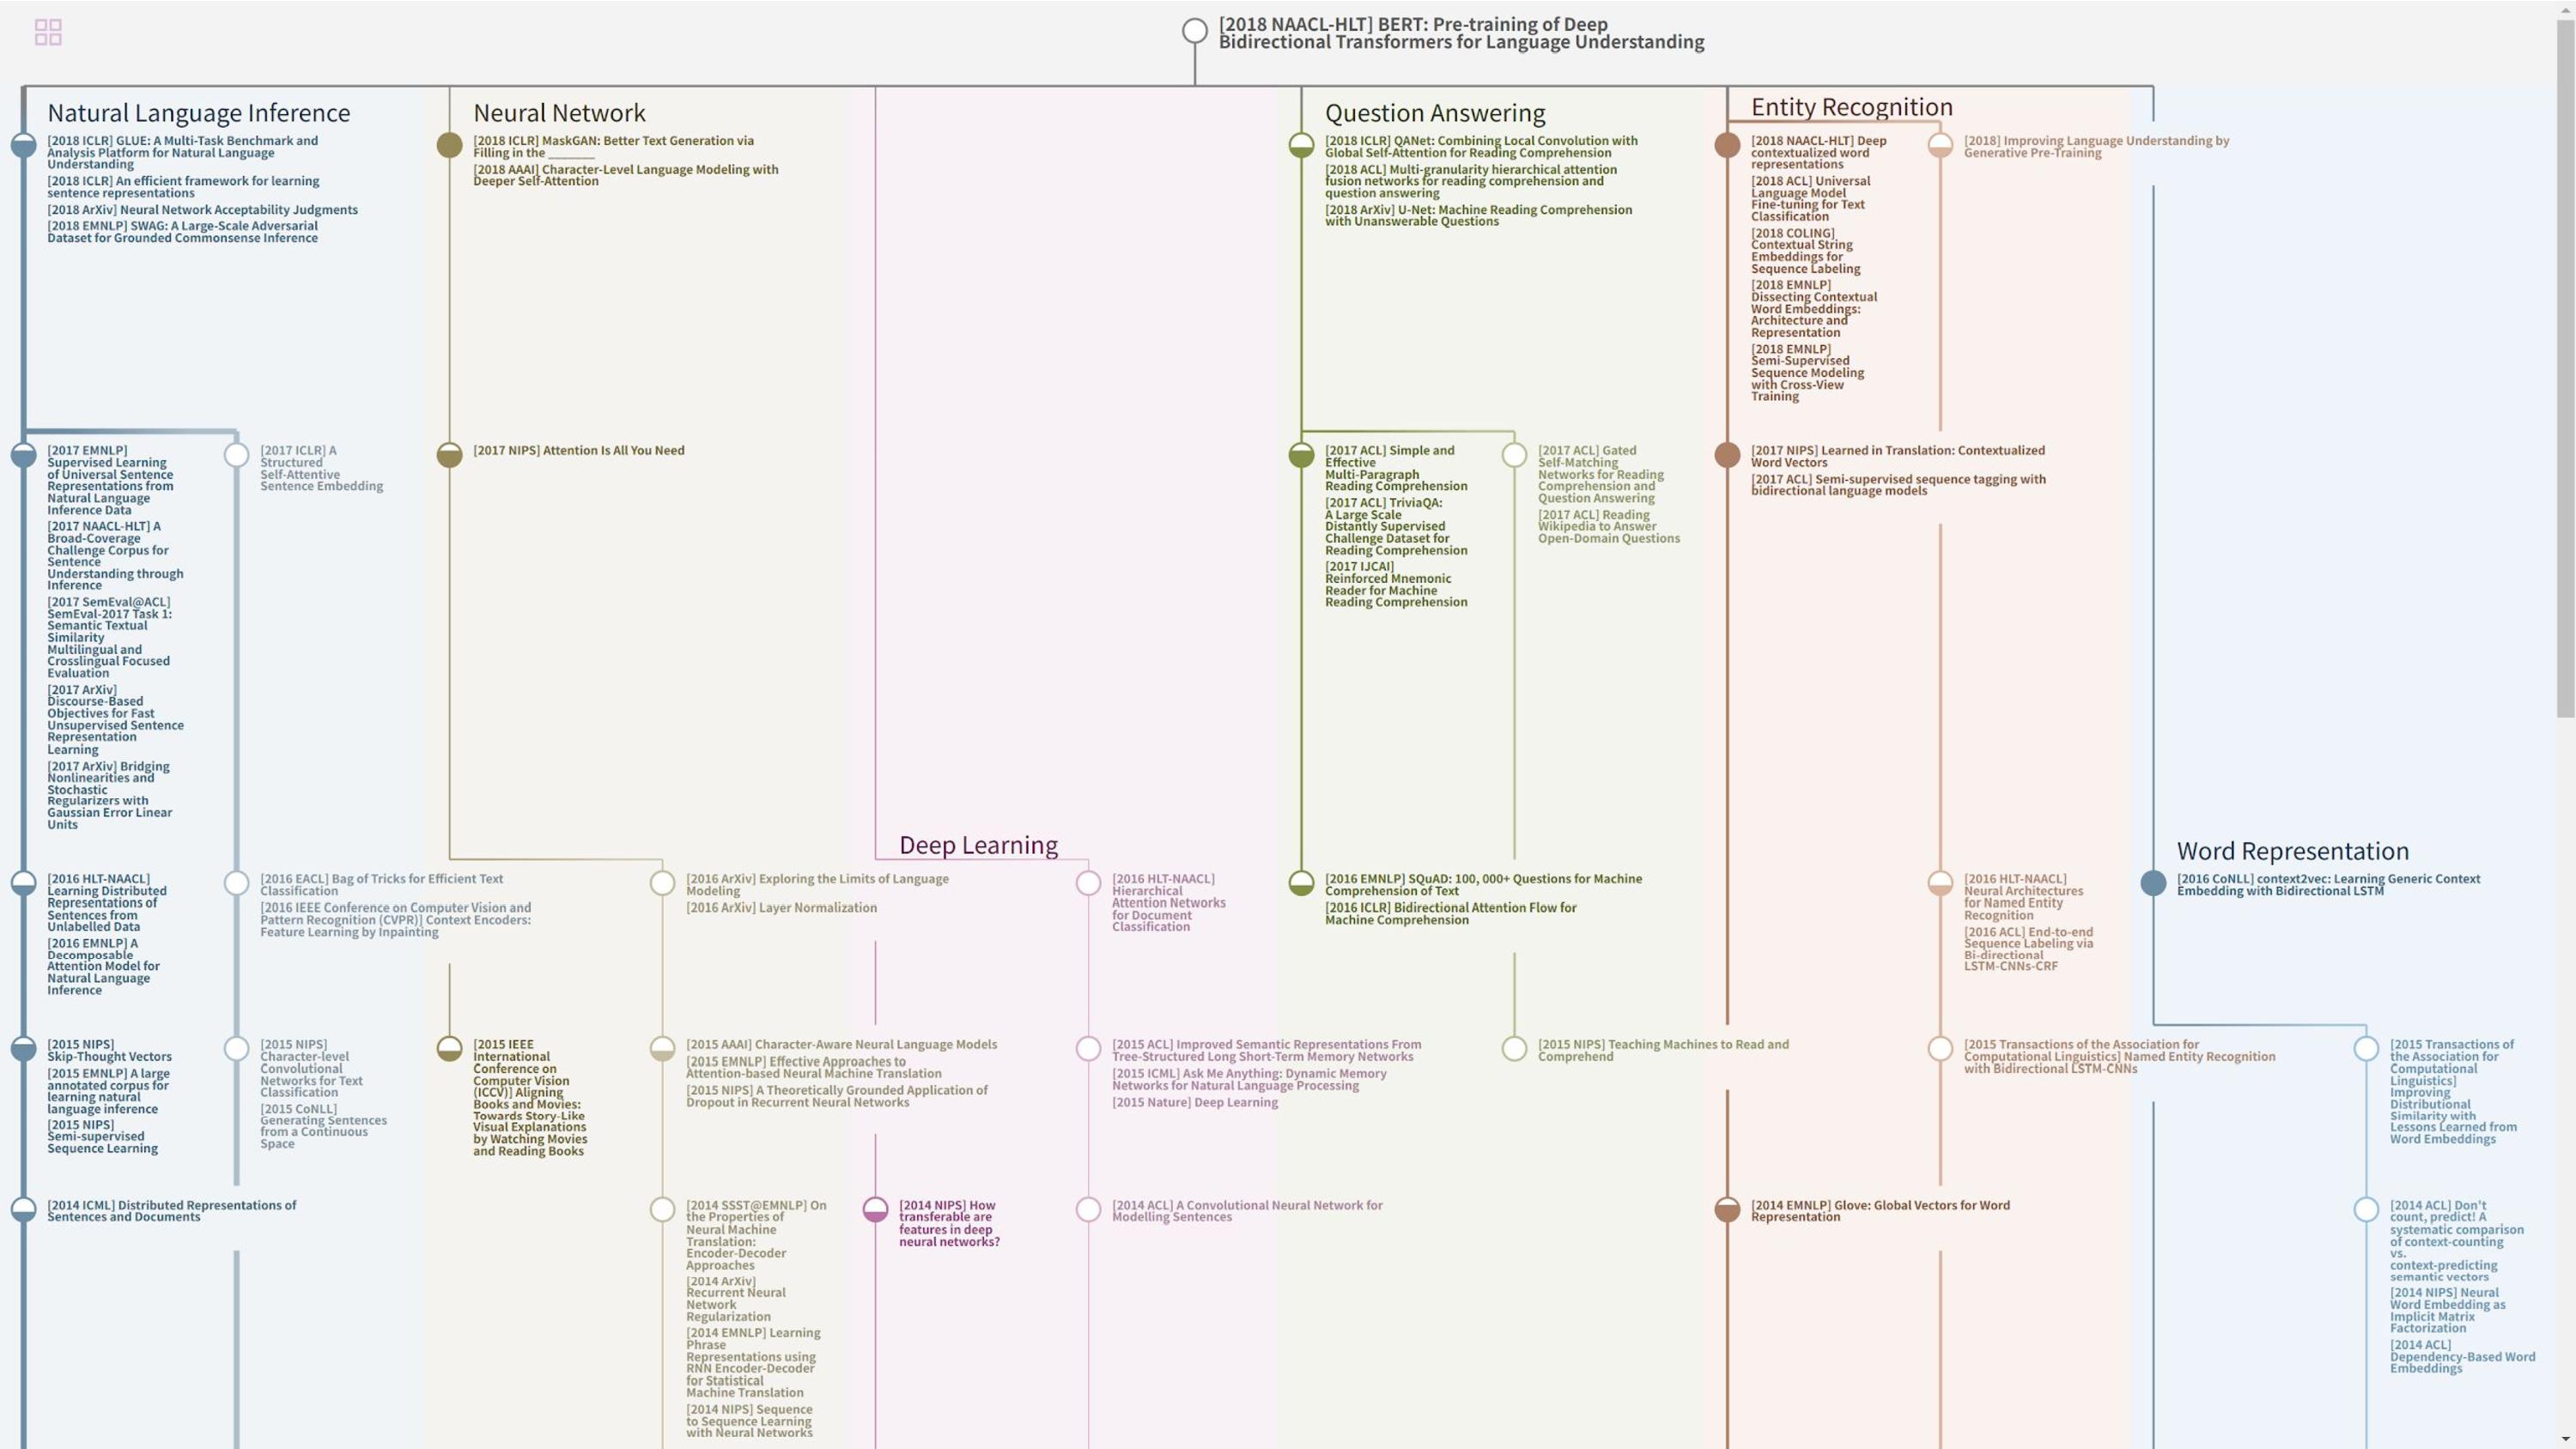 [2018 NAACL-HLT] BERT: Pre-training of Deep
Bidirectional Transformers for Language Understanding
Natural Language Inference
[2018 ICLR] GLUE: A Multi-Task Benchmark and
Analysis Platform for Natural Language
Understanding
[2018 ICLR] An efficient framework for learning
sentence representations
[2018 ArXiv] Neural Network Acceptability Judgments
[2018 EMNLP] SWAG: A Large-Scale Adversarial
Dataset for Grounded Commonsense Inference
[2017 EMNLP]
Supervised Learning
of Universal Sentence
Representations from
Natural Language
Inference Data
[2017 NAACL-HLT] A
Broad-Coverage
Challenge Corpus for
Sentence
Understanding through
Inference
[2017 SemEval@ACL]
SemEval-2017 Task 1:
Semantic Textual
Similarity
Multilingual and
Crosslingual Focused
Evaluation
[2017 ArXiv]
Discourse-Based
Objectives for Fast
Unsupervised Sentence
Representation
Learning
[2017 ArXiv] Bridging
Nonlinearities and
Stochastic
Regularizers with
Gaussian Error Linear
Units
[2017 ICLR] A
Structured
Self-Attentive
Sentence Embedding
[2016 HLT-NAACL]
Learning Distributed
Representations of
Sentences from
Unlabelled Data
[2016 EMNLP] A
Decomposable
Attention Model for
Natural Language
Inference
[2016 EACL] Bag of Tricks for Efficient Text
Classification
[2016 IEEE Conference on Computer Vision and
Pattern Recognition (CVPR)] Context Encoders:
Feature Learning by Inpainting
[2015 NIPS]
Skip-Thought Vectors
[2015 EMNLP] A large
annotated corpus for
learning natural
language inference
[2015 NIPS]
Semi-supervised
Sequence Learning
[2015 NIPS]
Character-level
Convolutional
Networks for Text
Classification
[2015 CoNLL]
Generating Sentences
from a Continuous
Space
[2014 ICML] Distributed Representations of
Sentences and Documents
Neural Network
[2018 ICLR] MaskGAN: Better Text Generation via
Filling in the _______
[2018 AAAI] Character-Level Language Modeling with
Deeper Self-Attention
[2017 NIPS] Attention Is All You Need
[2016 ArXiv] Exploring the Limits of Language
Modeling
[2016 ArXiv] Layer Normalization
[2015 IEEE
International
Conference on
Computer Vision
(ICCV)] Aligning
Books and Movies:
Towards Story-Like
Visual Explanations
by Watching Movies
and Reading Books
[2015 AAAI] Character-Aware Neural Language Models
[2015 EMNLP] Effective Approaches to
Attention-based Neural Machine Translation
[2015 NIPS] A Theoretically Grounded Application of
Dropout in Recurrent Neural Networks
[2014 SSST@EMNLP] On
the Properties of
Neural Machine
Translation:
Encoder-Decoder
Approaches
[2014 ArXiv]
Recurrent Neural
Network
Regularization
[2014 EMNLP] Learning
Phrase
Representations using
RNN Encoder-Decoder
for Statistical
Machine Translation
[2014 NIPS] Sequence
to Sequence Learning
with Neural Networks
Deep Learning
[2016 HLT-NAACL]
Hierarchical
Attention Networks
for Document
Classification
[2015 ACL] Improved Semantic Representations From
Tree-Structured Long Short-Term Memory Networks
[2015 ICML] Ask Me Anything: Dynamic Memory
Networks for Natural Language Processing
[2015 Nature] Deep Learning
[2014 NIPS] How
transferable are
features in deep
neural networks?
[2014 ACL] A Convolutional Neural Network for
Modelling Sentences
Question Answering
[2018 ICLR] QANet: Combining Local Convolution with
Global Self-Attention for Reading Comprehension
[2018 ACL] Multi-granularity hierarchical attention
fusion networks for reading comprehension and
question answering
[2018 ArXiv] U-Net: Machine Reading Comprehension
with Unanswerable Questions
[2017 ACL] Simple and
Effective
Multi-Paragraph
Reading Comprehension
[2017 ACL] TriviaQA:
A Large Scale
Distantly Supervised
Challenge Dataset for
Reading Comprehension
[2017 IJCAI]
Reinforced Mnemonic
Reader for Machine
Reading Comprehension
[2017 ACL] Gated
Self-Matching
Networks for Reading
Comprehension and
Question Answering
[2017 ACL] Reading
Wikipedia to Answer
Open-Domain Questions
[2016 EMNLP] SQuAD: 100, 000+ Questions for Machine
Comprehension of Text
[2016 ICLR] Bidirectional Attention Flow for
Machine Comprehension
[2015 NIPS] Teaching Machines to Read and
Comprehend
Entity Recognition
[2018 NAACL-HLT] Deep
contextualized word
representations
[2018 ACL] Universal
Language Model
Fine-tuning for Text
Classification
[2018 COLING]
Contextual String
Embeddings for
Sequence Labeling
[2018 EMNLP]
Dissecting Contextual
Word Embeddings:
Architecture and
Representation
[2018 EMNLP]
Semi-Supervised
Sequence Modeling
with Cross-View
Training
[2018] Improving Language Understanding by
Generative Pre-Training
[2017 NIPS] Learned in Translation: Contextualized
Word Vectors
[2017 ACL] Semi-supervised sequence tagging with
bidirectional language models
[2016 HLT-NAACL]
Neural Architectures
for Named Entity
Recognition
[2016 ACL] End-to-end
Sequence Labeling via
Bi-directional
LSTM-CNNs-CRF
[2015 Transactions of the Association for
Computational Linguistics] Named Entity Recognition
with Bidirectional LSTM-CNNs
[2014 EMNLP] Glove: Global Vectors for Word
Representation
Word Representation
[2016 CoNLL] context2vec: Learning Generic Context
Embedding with Bidirectional LSTM
[2015 Transactions of
the Association for
Computational
Linguistics]
Improving
Distributional
Similarity with
Lessons Learned from
Word Embeddings
[2014 ACL] Don't
count, predict! A
systematic comparison
of context-counting
vs.
context-predicting
semantic vectors
[2014 NIPS] Neural
Word Embedding as
Implicit Matrix
Factorization
[2014 ACL]
Dependency-Based Word
Embeddings